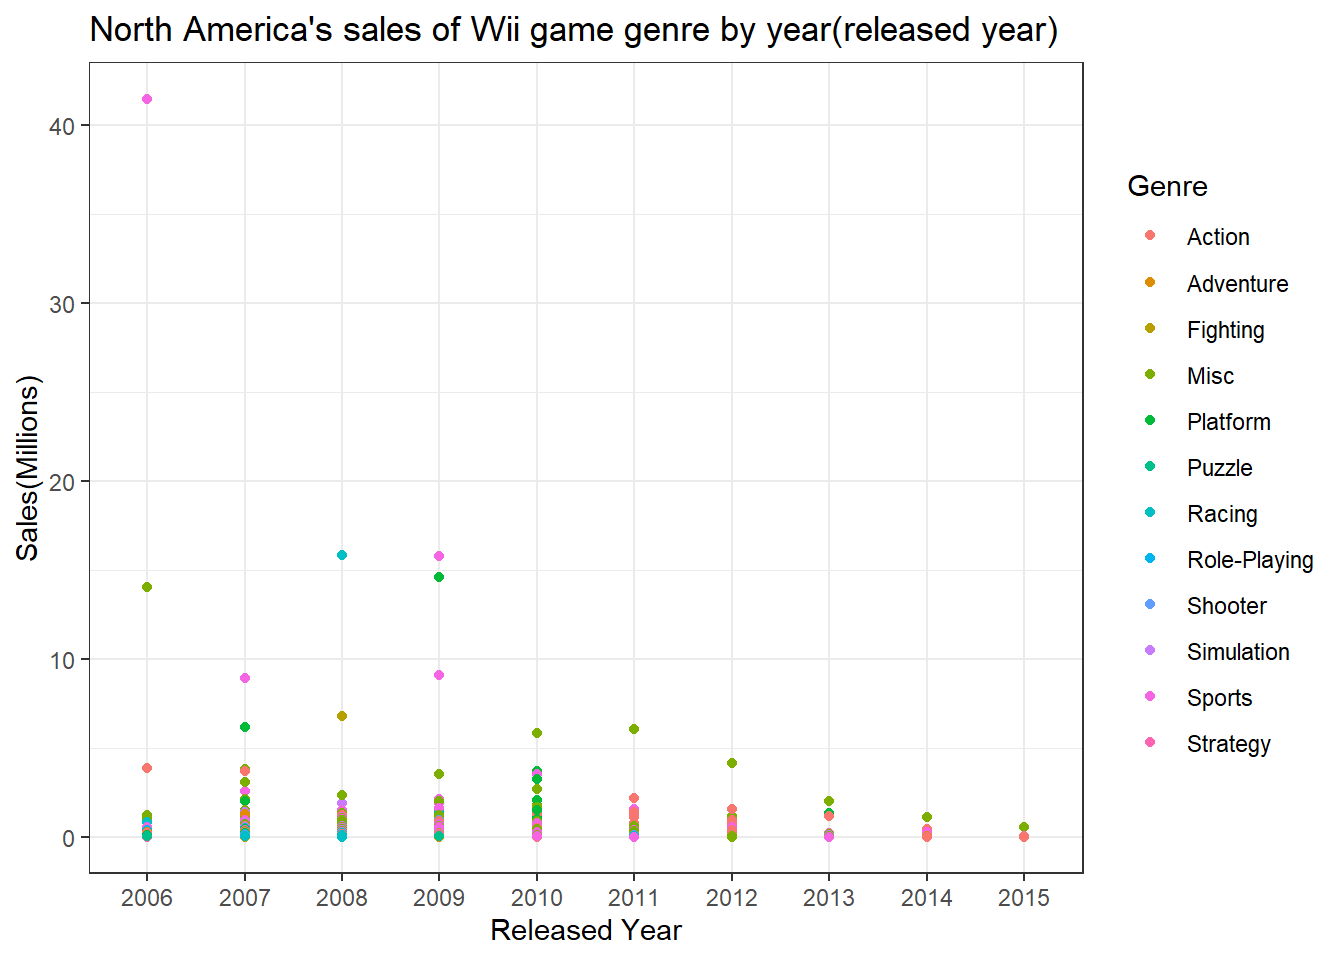 North America's sales of Wii game genre by year(released year)
Sales(Millions)
40
30
20
10
0
2006 2007 2008 2009 2010 2011 2012 2013 2014 2015
Released Year
Genre
Action
Adventure
Fighting
Misc
Platform
Puzzle
Racing
Role-Playing
Shooter
Simulation
Sports
Strategy